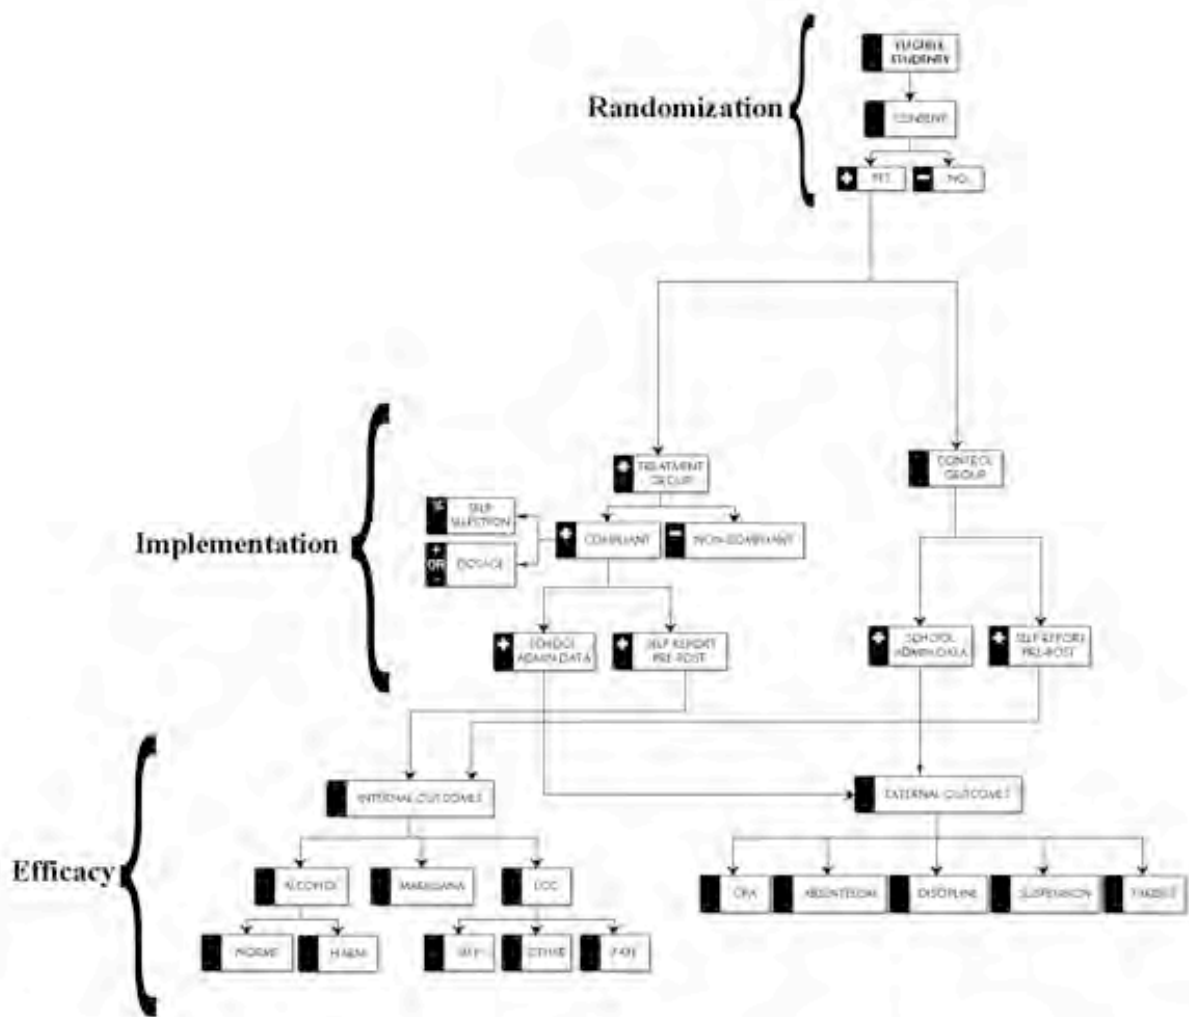 ELIGIBLE
STUDENTS
Randomization
CONSENT
+ YES
− NO
+ TREATMENT
GROUP
CONTROL
GROUP
SELF
SELECTION
Implementation
+ COMPLIANT
− NON-COMPLIANT
+
OR
− DOSAGE
+ SCHOOL
ADMIN DATA
+ SELF REPORT
PRE-POST
+ SCHOOL
ADMIN DATA
+ SELF REPORT
PRE-POST
INTERNAL OUTCOMES
EXTERNAL OUTCOMES
Efficacy
ALCOHOL
MARIJUANA
LOC
GPA
ABSENTEEISM
DISCIPLINE
SUSPENSION
NORMS
HARM
SELF
OTHER
FATE